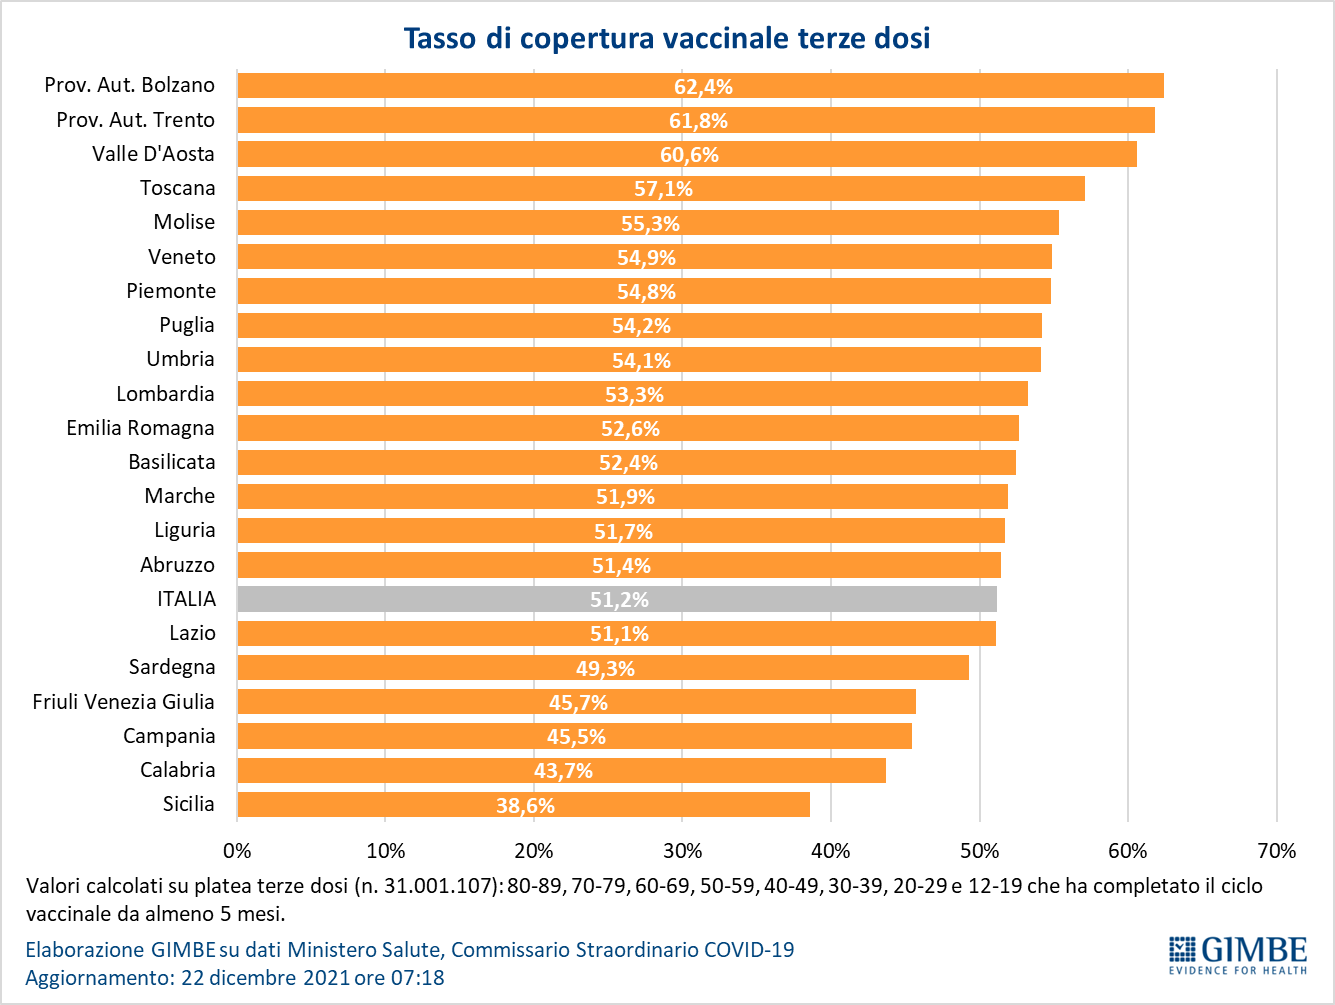 Tasso di copertura vaccinale terze dosi
Prov. Aut. Bolzano 62,4%
Prov. Aut. Trento 61,8%
Valle D'Aosta 60,6%
Toscana 57,1%
Molise 55,3%
Veneto 54,9%
Piemonte 54,8%
Puglia 54,2%
Umbria 54,1%
Lombardia 53,3%
Emilia Romagna 52,6%
Basilicata 52,4%
Marche 51,9%
Liguria 51,7%
Abruzzo 51,4%
ITALIA 51,2%
Lazio 51,1%
Sardegna 49,3%
Friuli Venezia Giulia 45,7%
Campania 45,5%
Calabria 43,7%
Sicilia 38,6%
0% 10% 20% 30% 40% 50% 60% 70%
Valori calcolati su platea terze dosi (n. 31.001.107): 80-89, 70-79, 60-69, 50-59, 40-49, 30-39, 20-29 e 12-19 che ha completato il ciclo
vaccinale da almeno 5 mesi.
Elaborazione GIMBE su dati Ministero Salute, Commissario Straordinario COVID-19
Aggiornamento: 22 dicembre 2021 ore 07:18
GIMBE
EVIDENCE FOR HEALTH